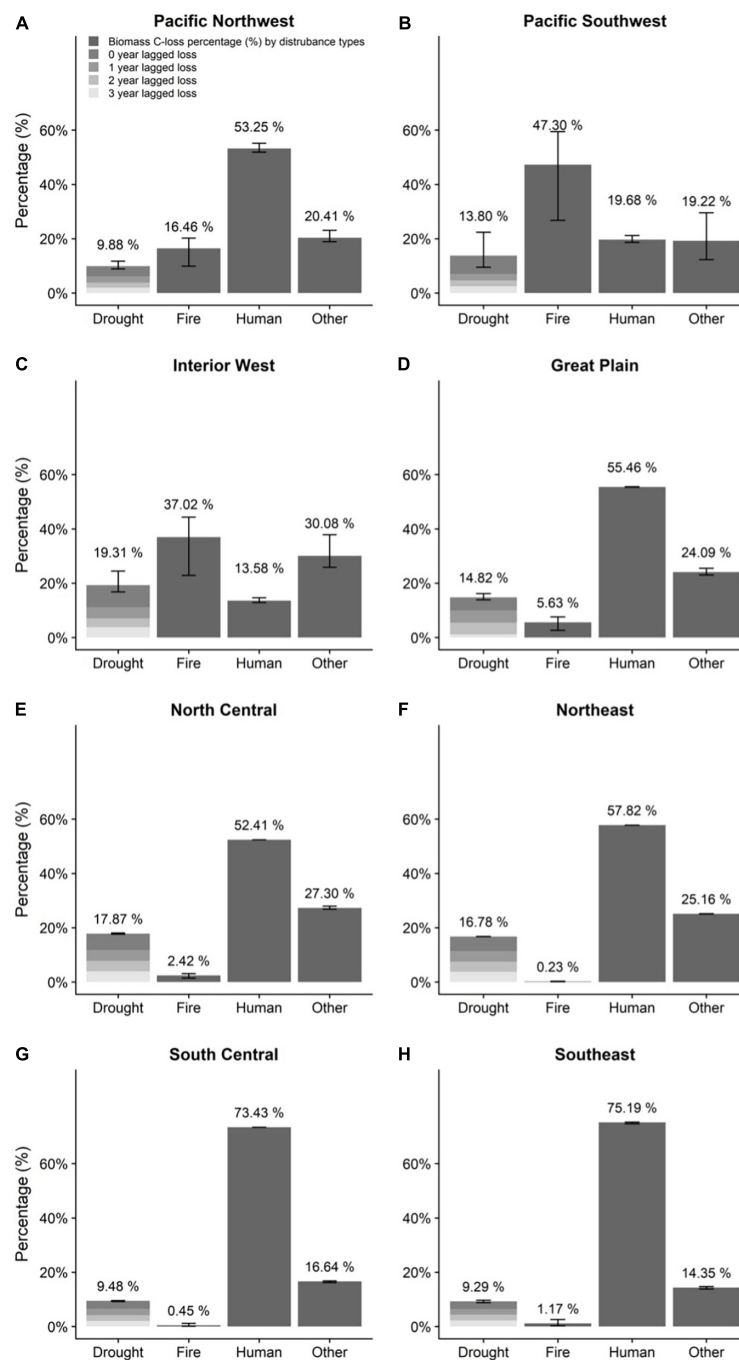 A
Pacific Northwest
Biomass C-loss percentage (%) by distrubance types
0 year lagged loss
1 year lagged loss
2 year lagged loss
3 year lagged loss
Percentage (%)
60%
40%
20%
0%
9.88 %
16.46 %
53.25 %
20.41 %
Drought Fire Human Other
B
Pacific Southwest
60%
40%
20%
0%
13.80 %
47.30 %
19.68 %
19.22 %
Drought Fire Human Other
C
Interior West
Percentage (%)
60%
40%
20%
0%
19.31 %
37.02 %
13.58 %
30.08 %
Drought Fire Human Other
D
Great Plain
60%
40%
20%
0%
14.82 %
5.63 %
55.46 %
24.09 %
Drought Fire Human Other
E
North Central
Percentage (%)
60%
40%
20%
0%
17.87 %
2.42 %
52.41 %
27.30 %
Drought Fire Human Other
F
Northeast
60%
40%
20%
0%
16.78 %
0.23 %
57.82 %
25.16 %
Drought Fire Human Other
G
South Central
Percentage (%)
60%
40%
20%
0%
9.48 %
0.45 %
73.43 %
16.64 %
Drought Fire Human Other
H
Southeast
60%
40%
20%
0%
9.29 %
1.17 %
75.19 %
14.35 %
Drought Fire Human Other